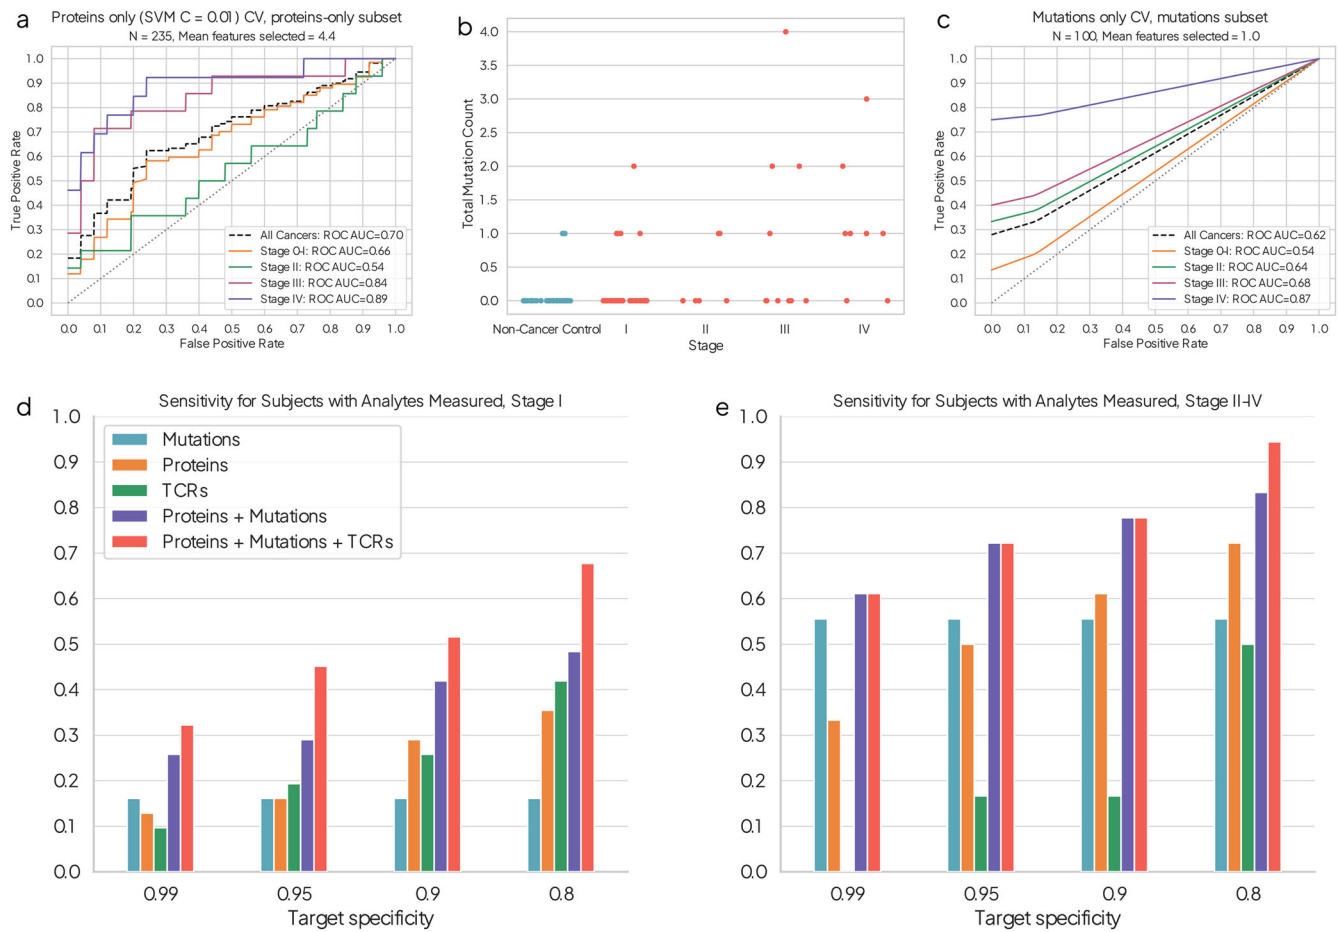 a
Proteins only (SVM C = 0.01) CV, proteins-only subset
N = 235, Mean features selected = 4.4
True Positive Rate
1.0
0.9
0.8
0.7
0.6
0.5
0.4
0.3
0.2
0.1
0.0
All Cancers: ROC AUC=0.70
Stage 0-I: ROC AUC=0.66
Stage II: ROC AUC=0.54
Stage III: ROC AUC=0.84
Stage IV: ROC AUC=0.89
0.0 0.1 0.2 0.3 0.4 0.5 0.6 0.7 0.8 0.9 1.0
False Positive Rate
b
Total Mutation Count
4.0
3.5
3.0
2.5
2.0
1.5
1.0
0.5
0.0
Non-Cancer Control I II III IV
Stage
c
Mutations only CV, mutations subset
N = 100, Mean features selected = 1.0
True Positive Rate
1.0
0.9
0.8
0.7
0.6
0.5
0.4
0.3
0.2
0.1
0.0
All Cancers: ROC AUC=0.62
Stage 0-I: ROC AUC=0.54
Stage II: ROC AUC=0.64
Stage III: ROC AUC=0.68
Stage IV: ROC AUC=0.87
0.0 0.1 0.2 0.3 0.4 0.5 0.6 0.7 0.8 0.9 1.0
False Positive Rate
d
Sensitivity for Subjects with Analytes Measured, Stage I
1.0
0.9
0.8
0.7
0.6
0.5
0.4
0.3
0.2
0.1
0.0
Mutations
Proteins
TCRs
Proteins + Mutations
Proteins + Mutations + TCRs
0.99 0.95 0.9 0.8
Target specificity
e
Sensitivity for Subjects with Analytes Measured, Stage II-IV
1.0
0.9
0.8
0.7
0.6
0.5
0.4
0.3
0.2
0.1
0.0
0.99 0.95 0.9 0.8
Target specificity